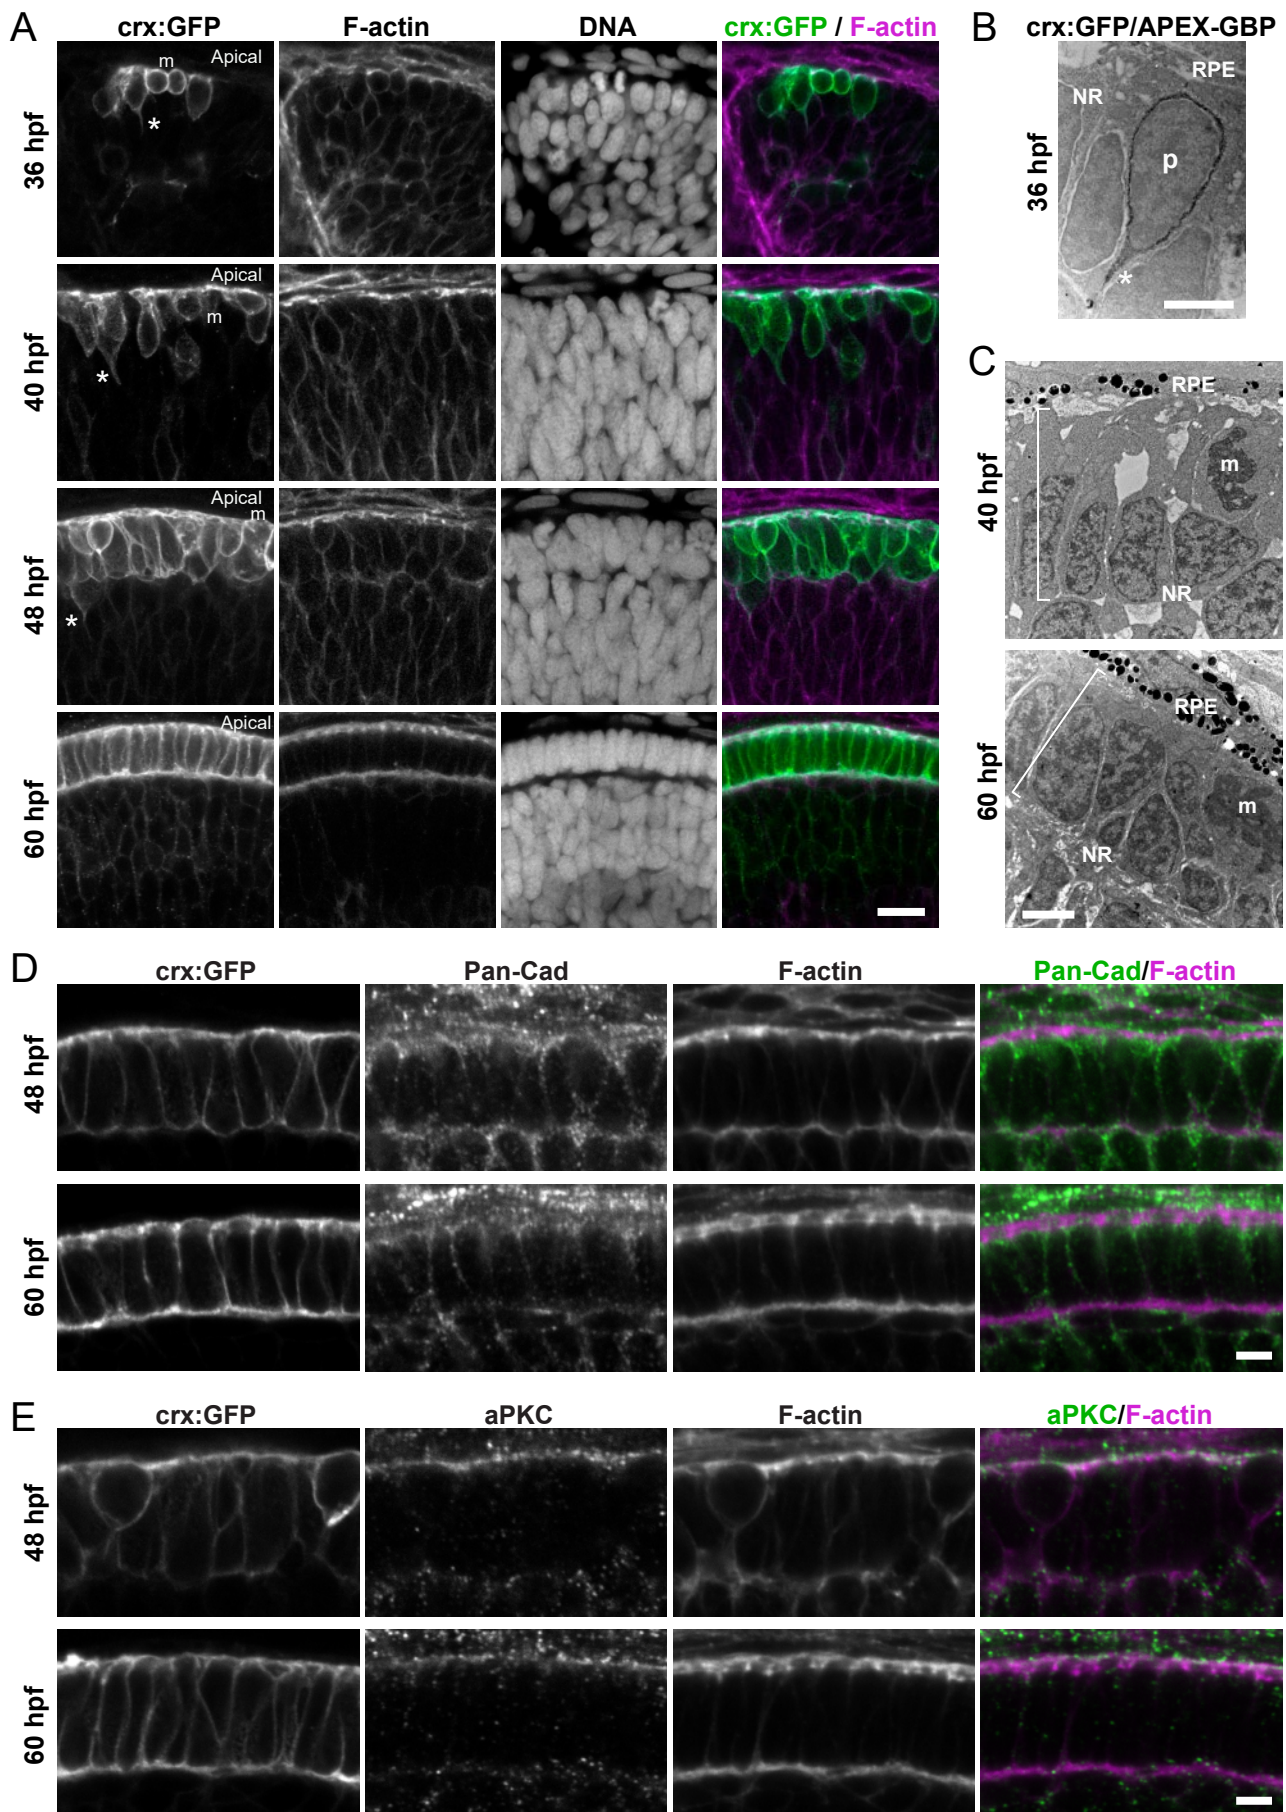 A
crx:GFP
F-actin
DNA
crx:GFP / F-actin
36 hpf
Apical
m
*
40 hpf
Apical
m
*
48 hpf
Apical
m
*
60 hpf
Apical
B
crx:GFP/APEX-GBP
36 hpf
RPE
NR
p
*
C
40 hpf
RPE
m
NR
60 hpf
RPE
m
NR
D
crx:GFP
Pan-Cad
F-actin
Pan-Cad/F-actin
48 hpf
60 hpf
E
crx:GFP
aPKC
F-actin
aPKC/F-actin
48 hpf
60 hpf